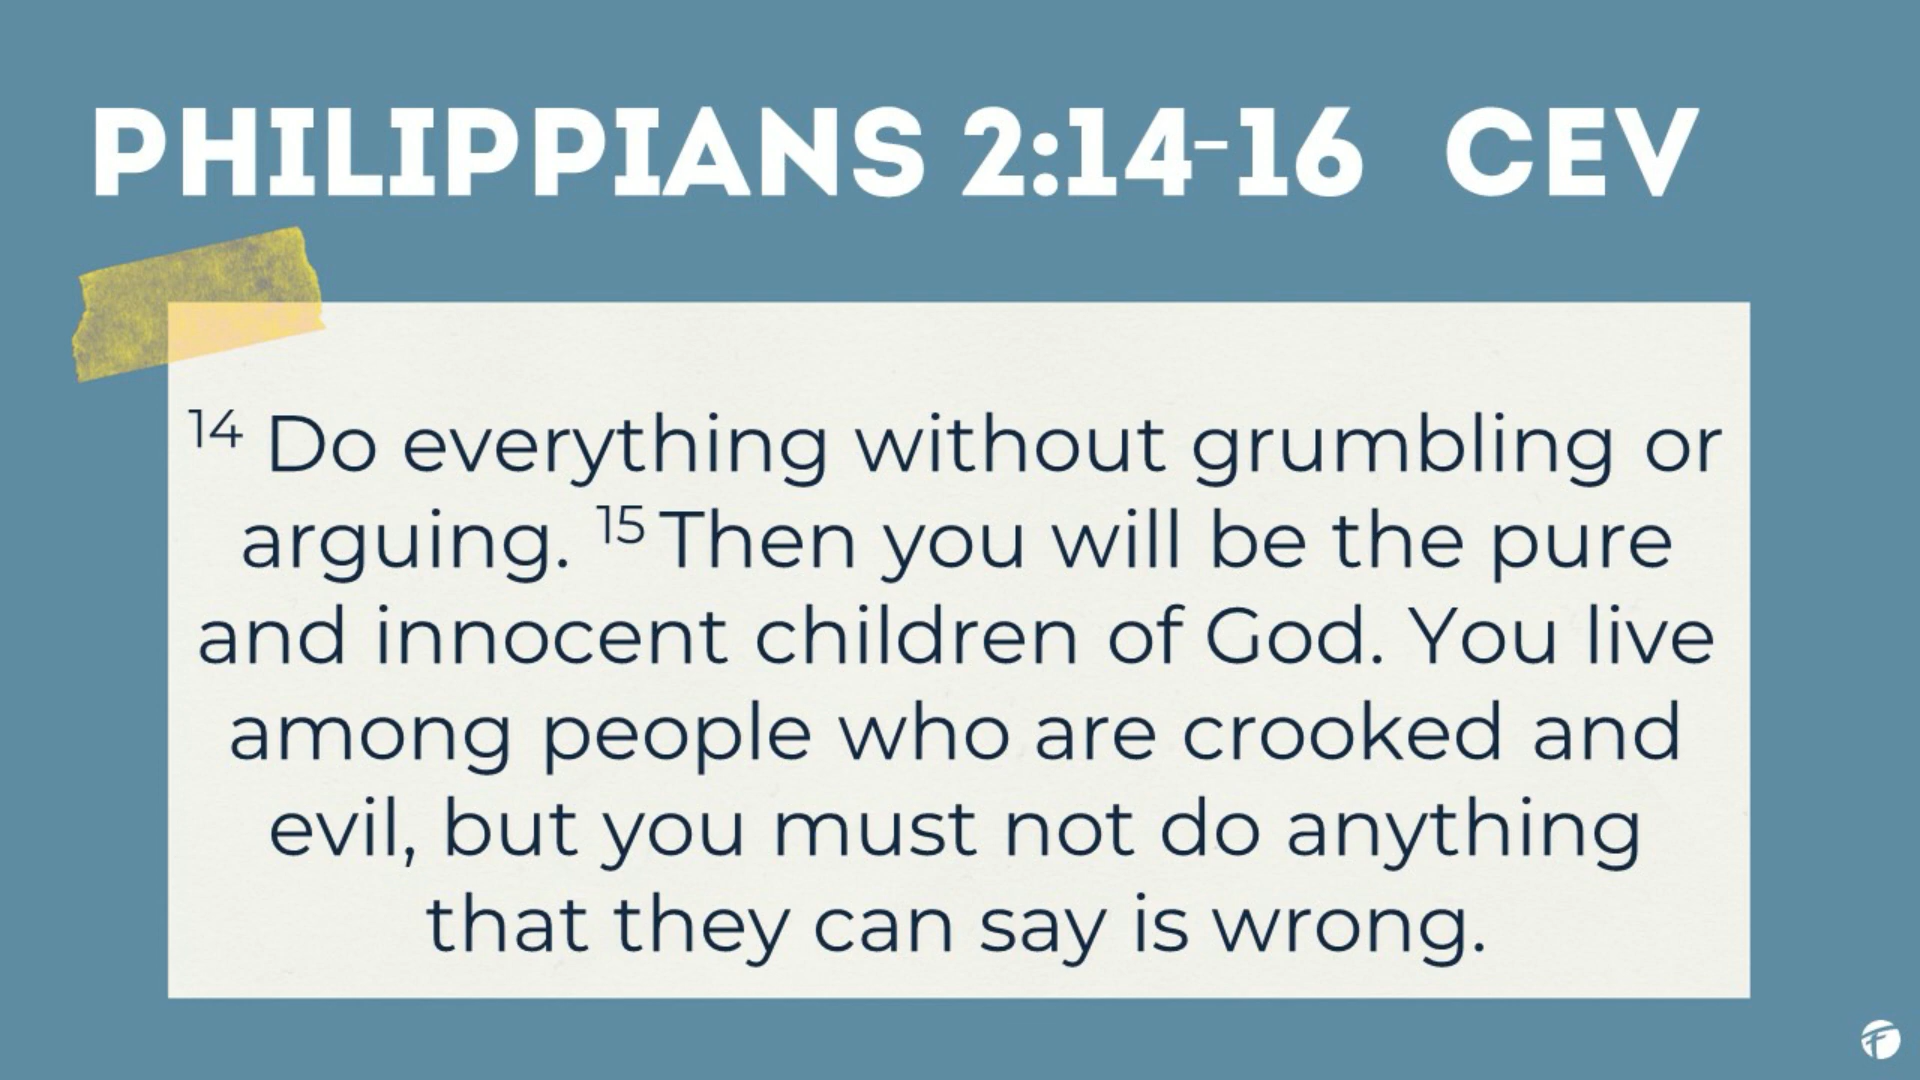 PHILIPPIANS 2:14-16 CEV
14 Do everything without grumbling or
arguing. 15 Then you will be the pure
and innocent children of God. You live
among people who are crooked and
evil, but you must not do anything
that they can say is wrong.